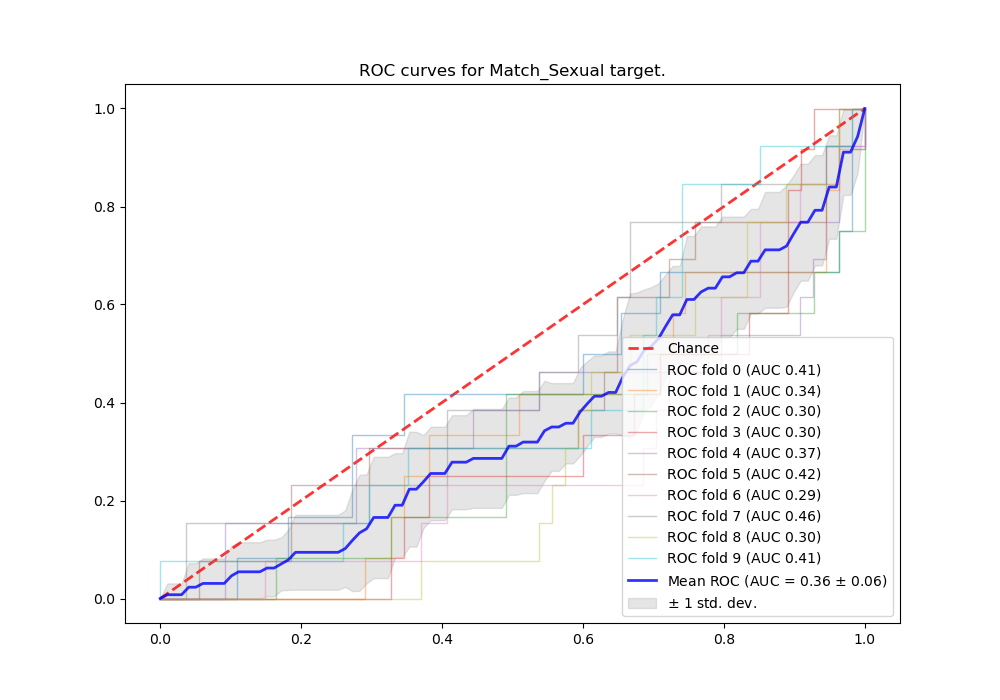 ROC curves for Match_Sexual target.
1.0
0.8
0.6
0.4
0.2
0.0
0.0 0.2 0.4 0.6 0.8 1.0
Chance
ROC fold 0 (AUC 0.41)
ROC fold 1 (AUC 0.34)
ROC fold 2 (AUC 0.30)
ROC fold 3 (AUC 0.30)
ROC fold 4 (AUC 0.37)
ROC fold 5 (AUC 0.42)
ROC fold 6 (AUC 0.29)
ROC fold 7 (AUC 0.46)
ROC fold 8 (AUC 0.30)
ROC fold 9 (AUC 0.41)
Mean ROC (AUC = 0.36 ± 0.06)
± 1 std. dev.